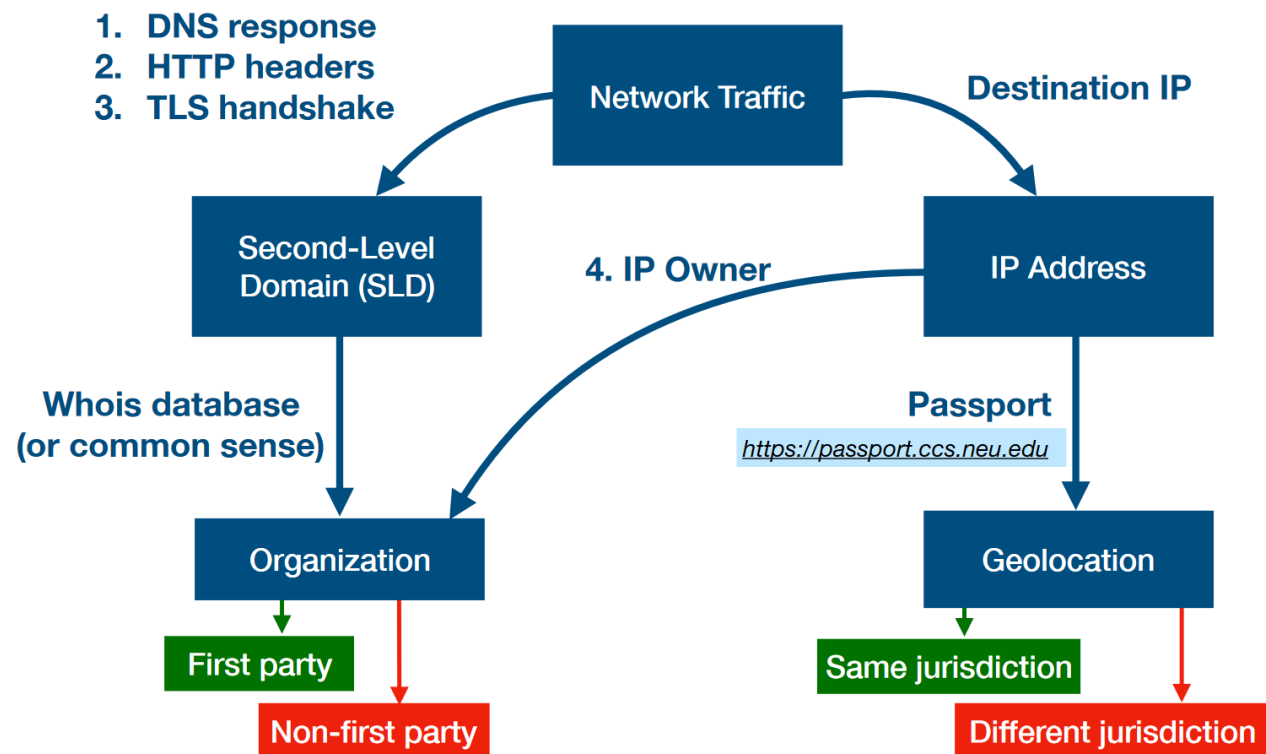 1. DNS response
2. HTTP headers
3. TLS handshake
Network Traffic
Destination IP
Second-Level
Domain (SLD)
4. IP Owner
IP Address
Whois database
(or common sense)
Passport
https://passport.ccs.neu.edu
Organization
Geolocation
First party
Same jurisdiction
Non-first party
Different jurisdiction